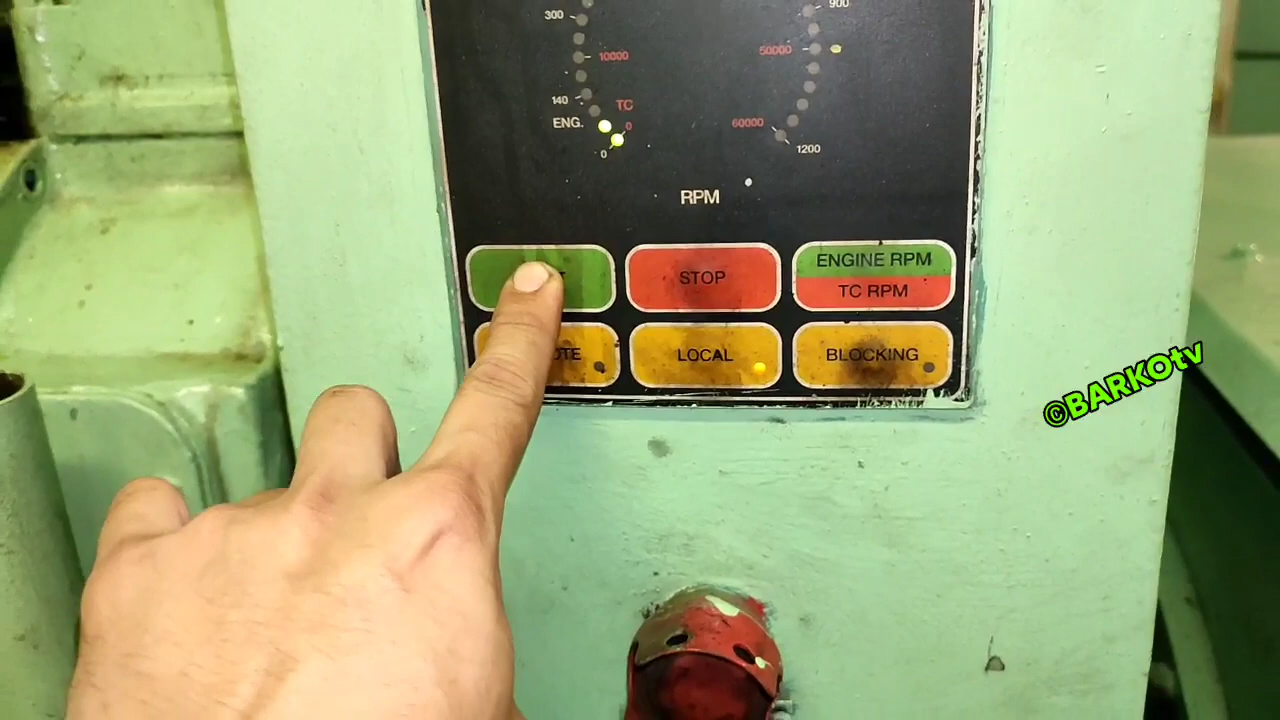 300
900
10000
50000
140
TC
ENG.
0
60000
0
1200
RPM
STOP
ENGINE RPM
TC RPM
LOCAL
BLOCKING
©BARKOtv